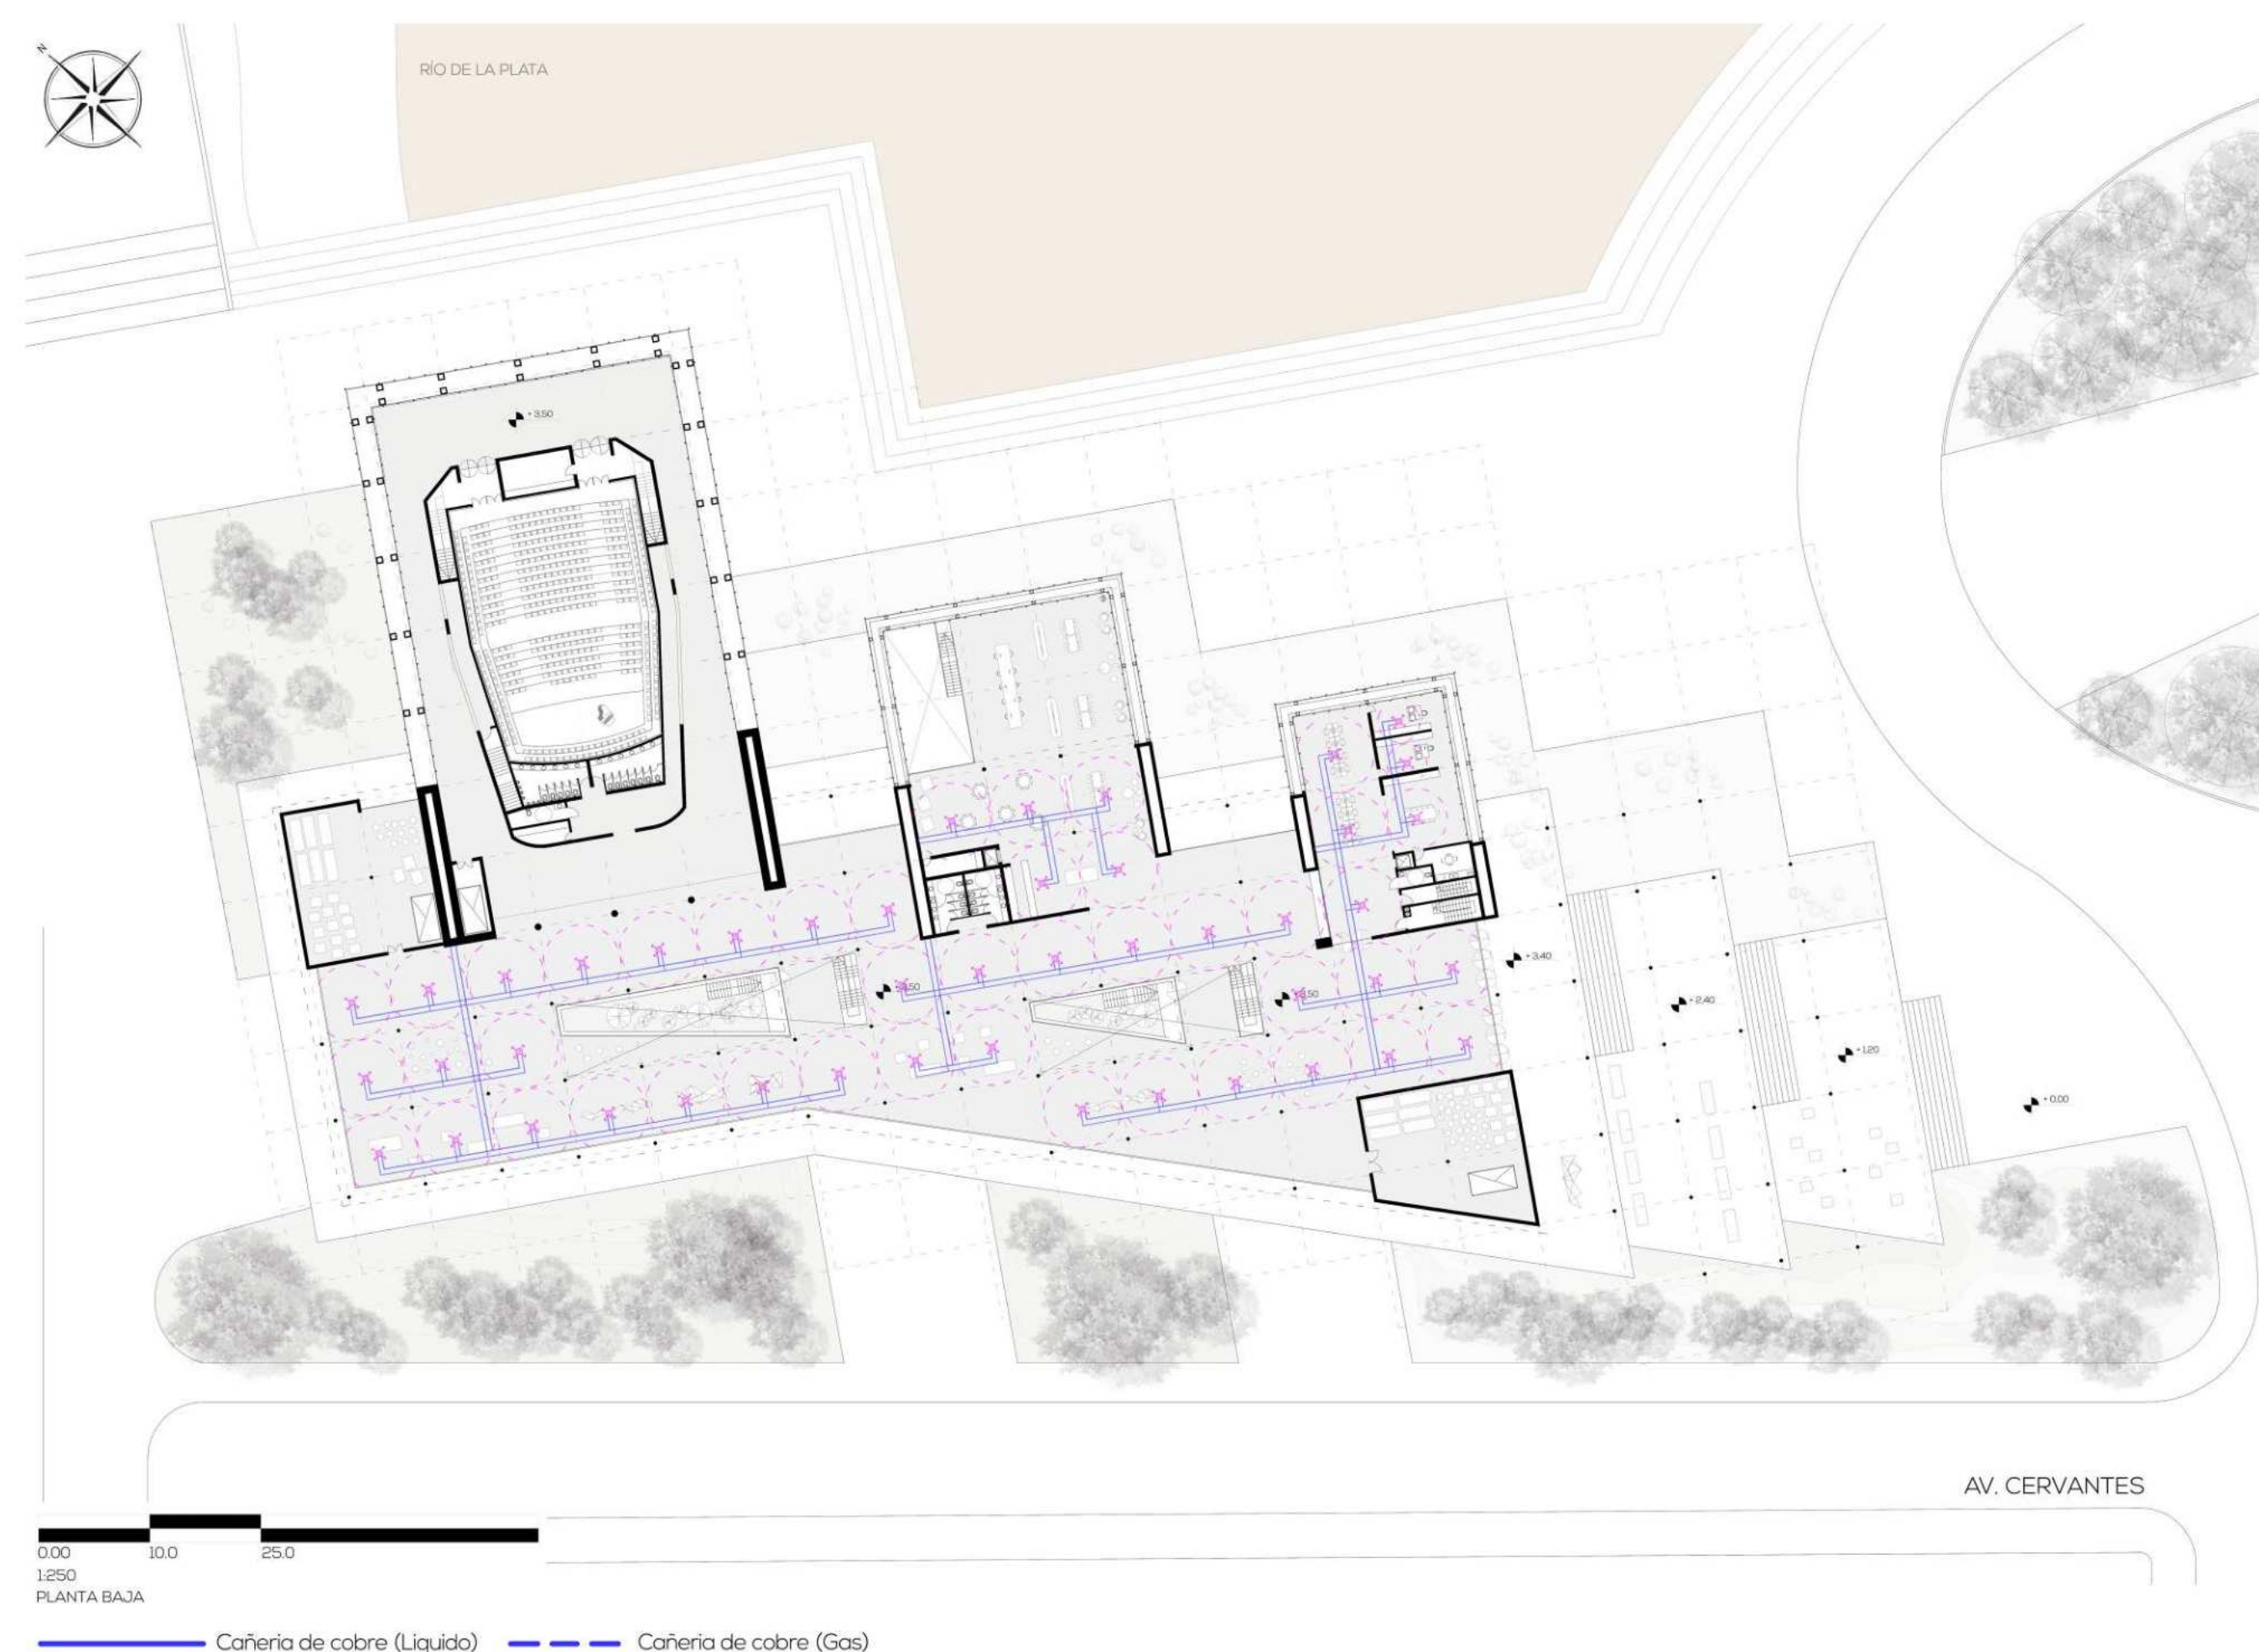 N
RÍO DE LA PLATA
+ 3.50
+ 3.40
+ 2.40
+ 1.20
+ 0.00
AV. CERVANTES
0.00 10.0 25.0
1:250
PLANTA BAJA
Cañeria de cobre (Liquido) Cañeria de cobre (Gas)